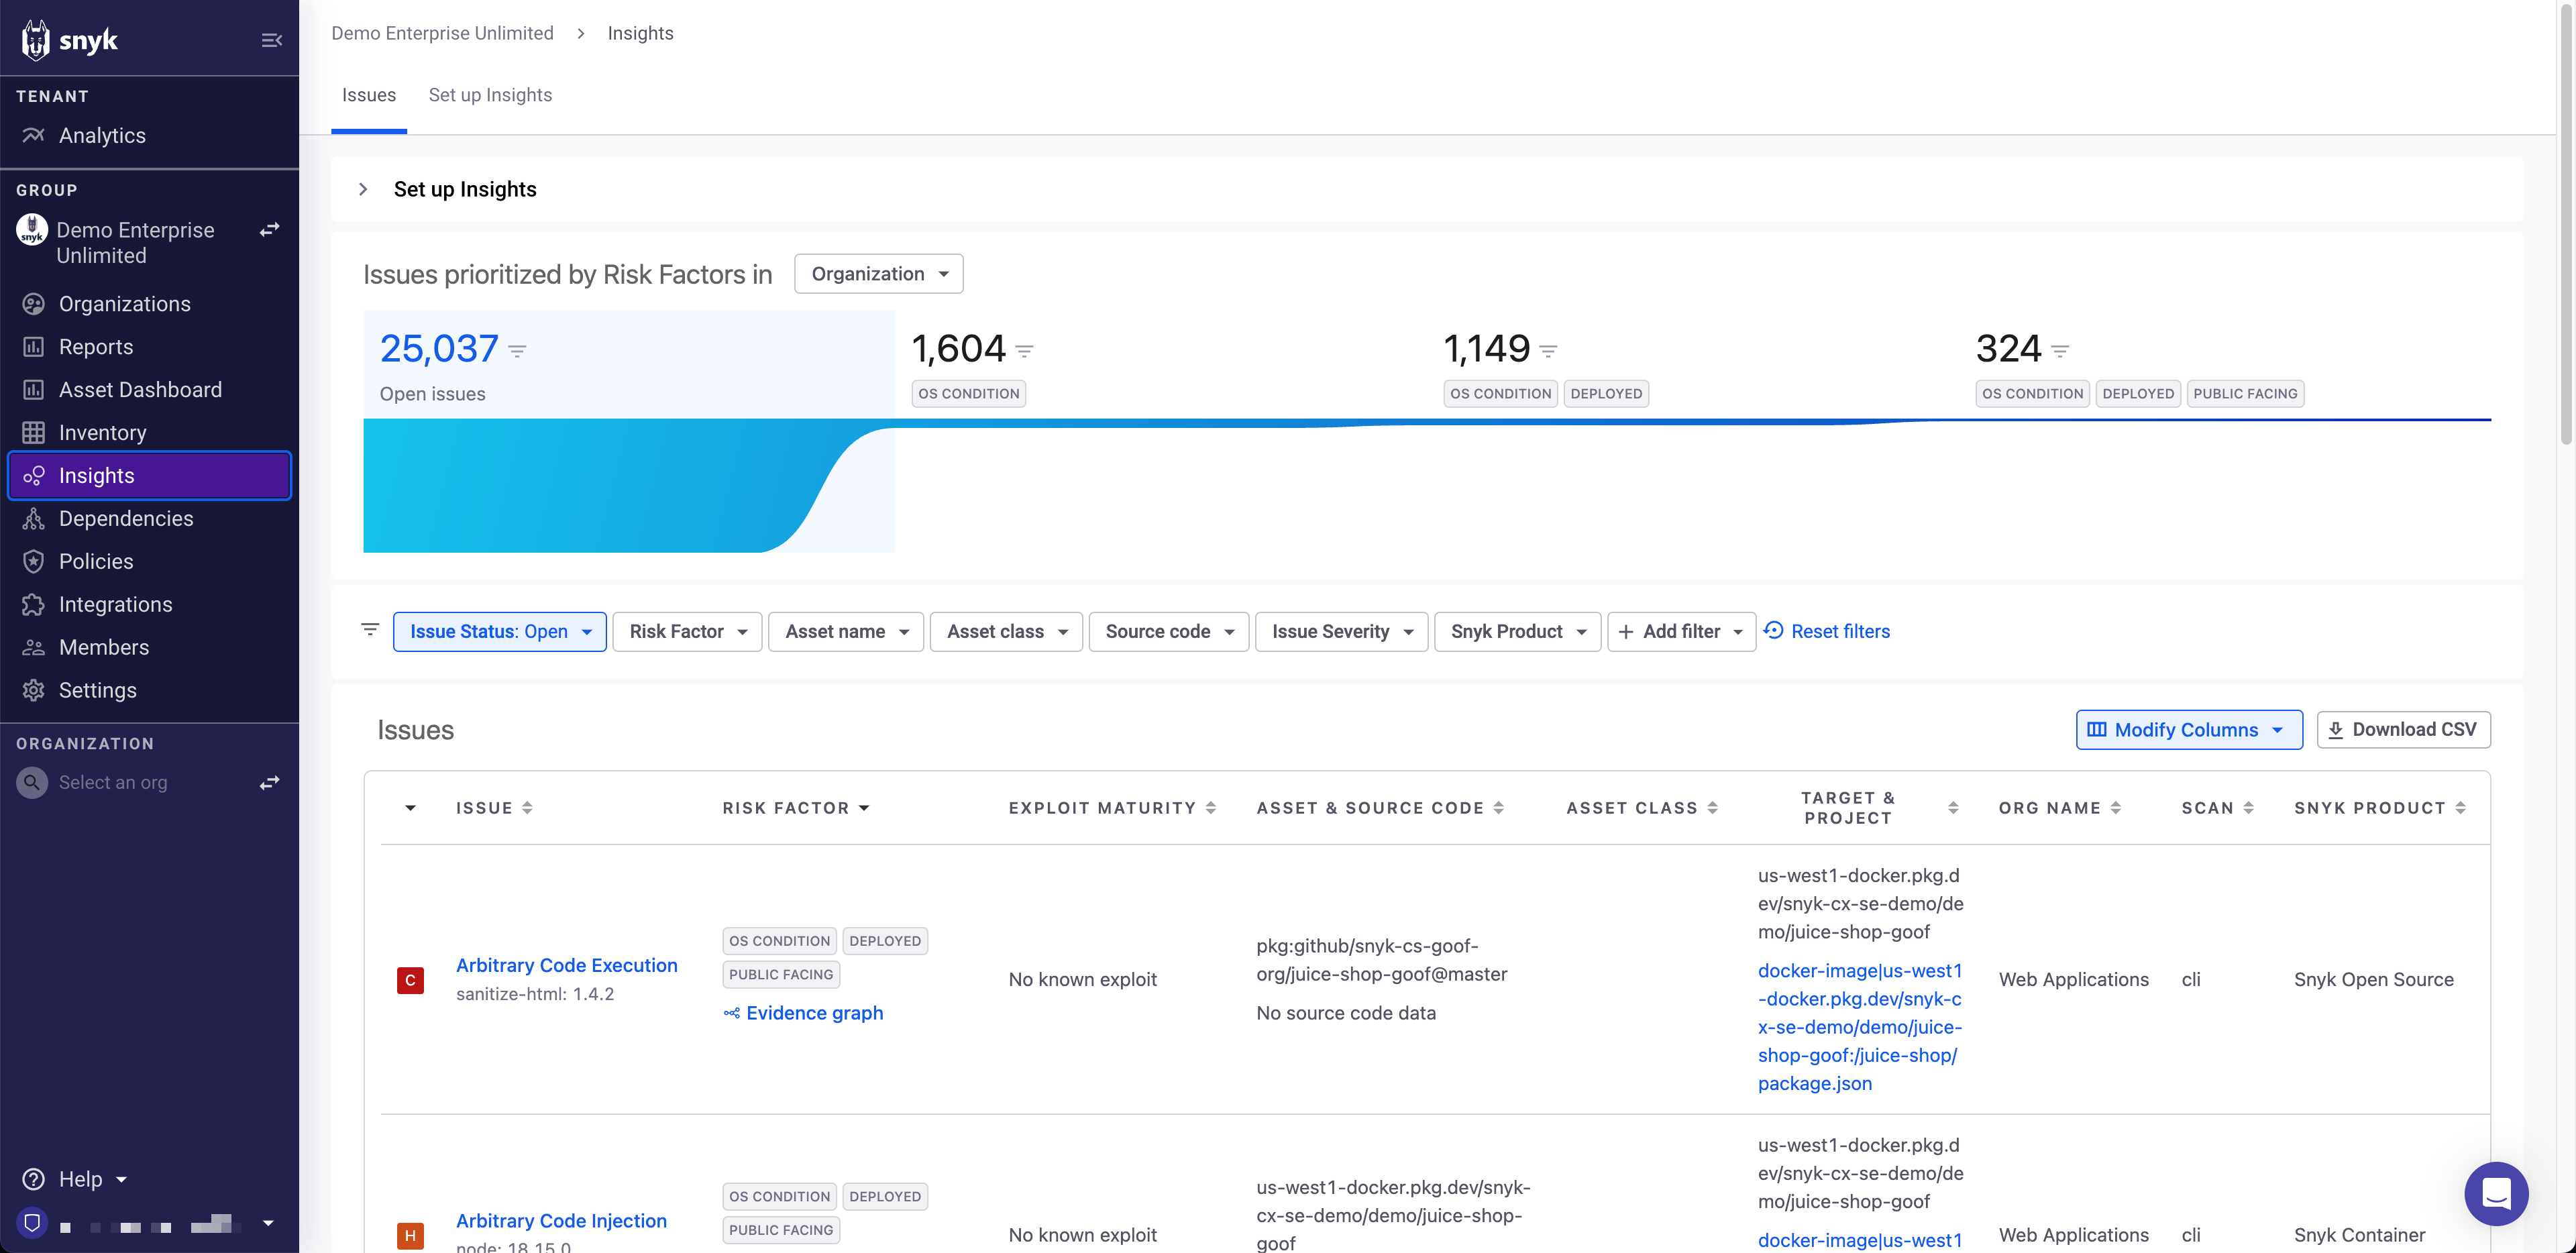 snyk
TENANT
Analytics
GROUP
snyk
Demo Enterprise
Unlimited
Organizations
Reports
Asset Dashboard
Inventory
Insights
Dependencies
Policies
Integrations
Members
Settings
ORGANIZATION
Select an org
Help
Demo Enterprise Unlimited > Insights
Issues Set up Insights
Set up Insights
Issues prioritized by Risk Factors in Organization
25,037 1,604 1,149 324
Open issues OS CONDITION OS CONDITION DEPLOYED OS CONDITION DEPLOYED PUBLIC FACING
Issue Status: Open Risk Factor Asset name Asset class Source code Issue Severity Snyk Product + Add filter Reset filters
Issues Modify Columns Download CSV
ISSUE RISK FACTOR EXPLOIT MATURITY ASSET & SOURCE CODE ASSET CLASS TARGET & PROJECT ORG NAME SCAN SNYK PRODUCT
C
Arbitrary Code Execution
sanitize-html: 1.4.2
OS CONDITION DEPLOYED
PUBLIC FACING
Evidence graph
No known exploit
pkg:github/snyk-cs-goof-
org/juice-shop-goof@master
No source code data
us-west1-docker.pkg.d
ev/snyk-cx-se-demo/de
mo/juice-shop-goof
docker-image|us-west1
-docker.pkg.dev/snyk-c
x-se-demo/demo/juice-
shop-goof:/juice-shop/
package.json
Web Applications
cli
Snyk Open Source
H
Arbitrary Code Injection
node: 18.15.0
OS CONDITION DEPLOYED
PUBLIC FACING
No known exploit
us-west1-docker.pkg.dev/snyk-
cx-se-demo/demo/juice-shop-
goof
us-west1-docker.pkg.d
ev/snyk-cx-se-demo/de
mo/juice-shop-goof
docker-image|us-west1
Web Applications
cli
Snyk Container